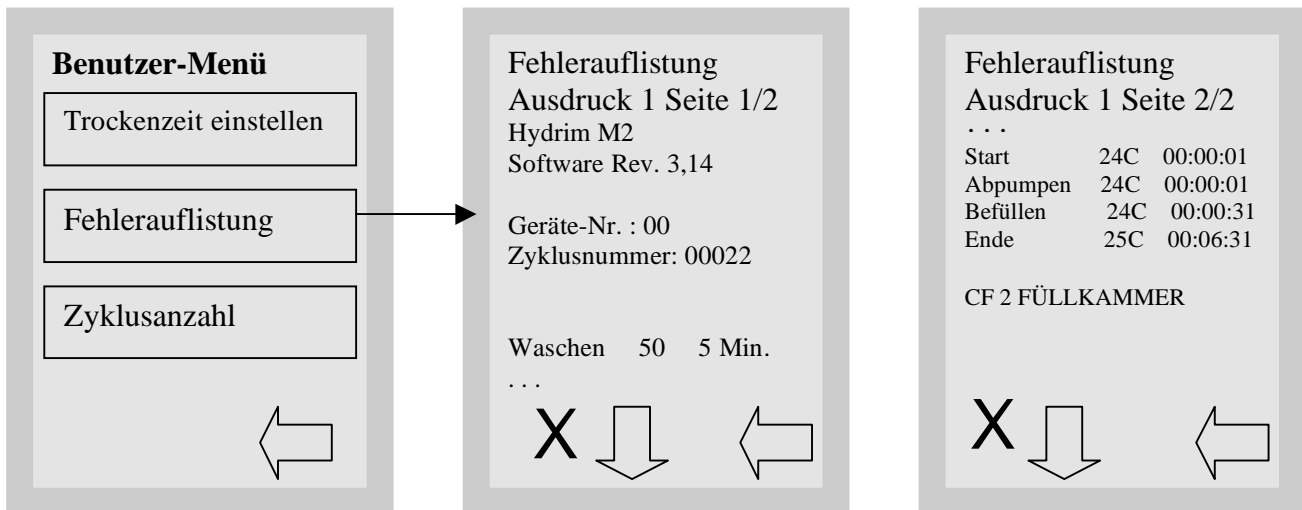 Benutzer-Menü
Trockenzeit einstellen
Fehlerauflistung
Zyklusanzahl
Fehlerauflistung
Ausdruck 1 Seite 1/2
Hydrim M2
Software Rev. 3,14
Geräte-Nr. : 00
Zyklusnummer: 00022
Waschen 50 5 Min.
. . .
X
Fehlerauflistung
Ausdruck 1 Seite 2/2
. . .
Start 24C 00:00:01
Abpumpen 24C 00:00:01
Befüllen 24C 00:00:31
Ende 25C 00:06:31
CF 2 FÜLLKAMMER
X